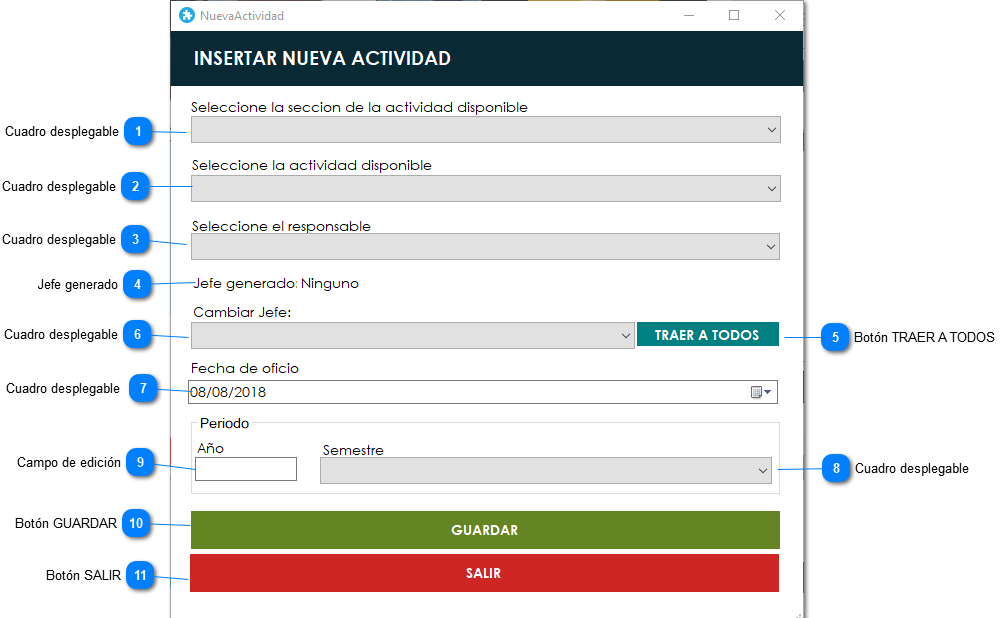 NuevaActividad
INSERTAR NUEVA ACTIVIDAD
Seleccione la seccion de la actividad disponible
Cuadro desplegable 1
Seleccione la actividad disponible
Cuadro desplegable 2
Seleccione el responsable
Cuadro desplegable 3
Jefe generado 4 Jefe generado: Ninguno
Cambiar Jefe:
Cuadro desplegable 6 TRAER A TODOS 5 Botón TRAER A TODOS
Fecha de oficio
Cuadro desplegable 7 08/08/2018
Periodo
Año Semestre
Campo de edición 9 8 Cuadro desplegable
Botón GUARDAR 10 GUARDAR
Botón SALIR 11 SALIR